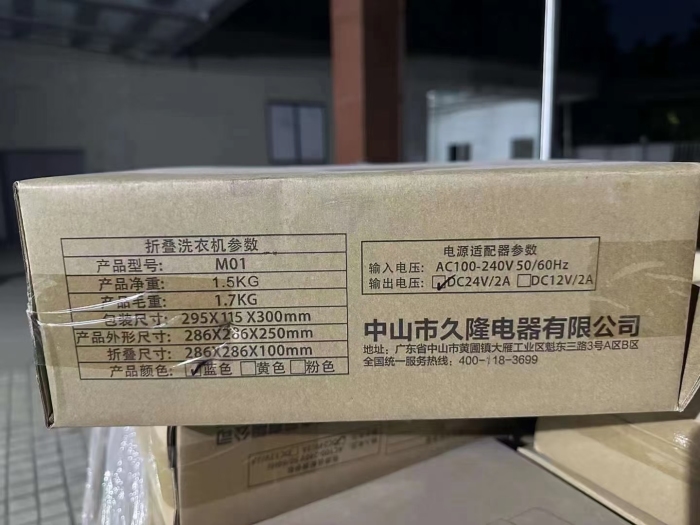 折叠洗衣机参数
产品型号: M01
产品净重: 1.5KG
产品毛重: 1.7KG
包装尺寸: 295X115X300mm
产品外形尺寸: 286X286X250mm
折叠尺寸: 286X286X100mm
产品颜色: ☑蓝色 □黄色 □粉色
电源适配器参数
输入电压: AC100-240V 50/60Hz
输出电压: ☑DC24V/2A □DC12V/2A
中山市久隆电器有限公司
地址: 广东省中山市黄圃镇大雁工业区魁东三路3号A区B区
全国统一服务热线: 400-118-3699
有限公司
DC12V/2A